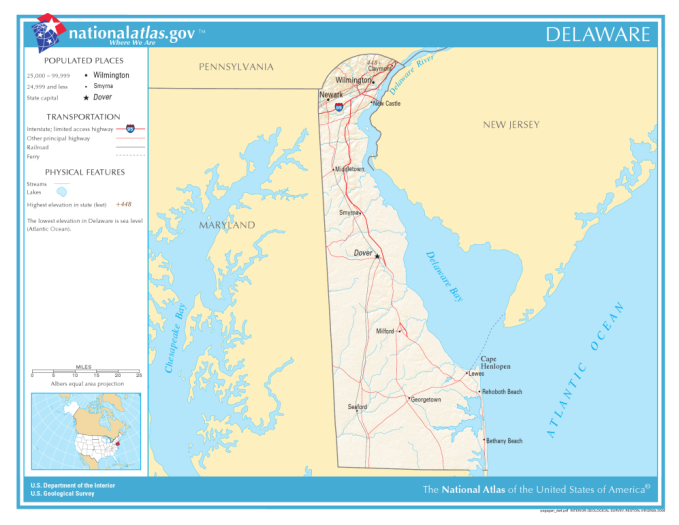 nationalatlas.gov TM
Where We Are
DELAWARE
POPULATED PLACES
25,000 – 99,999 • Wilmington
24,999 and less • Smyrna
State capital ★ Dover
TRANSPORTATION
Interstate; limited access highway 95
Other principal highway
Railroad
Ferry
PHYSICAL FEATURES
Streams
Lakes
Highest elevation in state (feet) +448
The lowest elevation in Delaware is sea level
(Atlantic Ocean).
MILES
0 5 10 15 20 25
Albers equal area projection
PENNSYLVANIA
448
Claymont
Wilmington
Delaware River
Newark
95
New Castle
NEW JERSEY
Middletown
Smyrna
MARYLAND
Dover
Delaware Bay
Chesapeake Bay
Milford
ATLANTIC OCEAN
Cape
Henlopen
Lewes
Rehoboth Beach
Georgetown
Seaford
Bethany Beach
U.S. Department of the Interior
U.S. Geological Survey
The National Atlas of the United States of America®